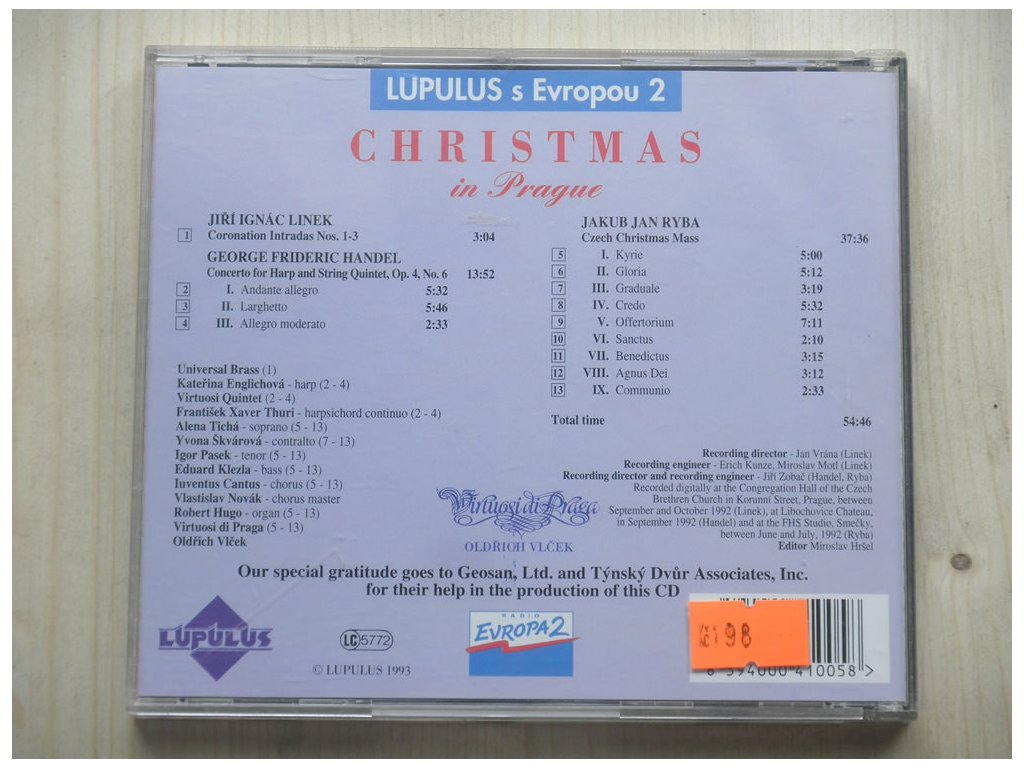 LUPULUS s Evropou 2
CHRISTMAS
in Prague
JIŘÍ IGNÁC LINEK
1 Coronation Intradas Nos. 1-3 3:04
GEORGE FRIDERIC HANDEL
Concerto for Harp and String Quintet, Op. 4, No. 6 13:52
2 I. Andante allegro 5:32
3 II. Larghetto 5:46
4 III. Allegro moderato 2:33
Universal Brass (1)
Kateřina Englichová - harp (2 - 4)
Virtuosi Quintet (2 - 4)
František Xaver Thuri - harpsichord continuo (2 - 4)
Alena Tichá - soprano (5 - 13)
Yvona Škvárová - contralto (7 - 13)
Igor Pasek - tenor (5 - 13)
Eduard Klezla - bass (5 - 13)
Iuventus Cantus - chorus (5 - 13)
Vlastislav Novák - chorus master
Robert Hugo - organ (5 - 13)
Virtuosi di Praga (5 - 13)
Oldřich Vlček
JAKUB JAN RYBA
Czech Christmas Mass 37:36
5 I. Kyrie 5:00
6 II. Gloria 5:12
7 III. Graduale 3:19
8 IV. Credo 5:32
9 V. Offertorium 7:11
10 VI. Sanctus 2:10
11 VII. Benedictus 3:15
12 VIII. Agnus Dei 3:12
13 IX. Communio 2:33
Total time 54:46
Recording director - Jan Vrána (Linek)
Recording engineer - Erich Kunze, Miroslav Motl (Linek)
Recording director and recording engineer - Jiří Zobač (Handel, Ryba)
Recorded digitally at the Congregation Hall of the Czech
Brethren Church in Korunní Street, Prague, between
September and October 1992 (Linek), at Libochovice Chateau,
in September 1992 (Handel) and at the FHS Studio, Smečky,
between June and July, 1992 (Ryba)
Editor Miroslav Hršel
Virtuosi di Praga
OLDŘICH VLČEK
Our special gratitude goes to Geosan, Ltd. and Týnský Dvůr Associates, Inc.
for their help in the production of this CD
LUPULUS
LC 5772
© LUPULUS 1993
RADIO
EVROPA 2
198
8 594000 410058 >